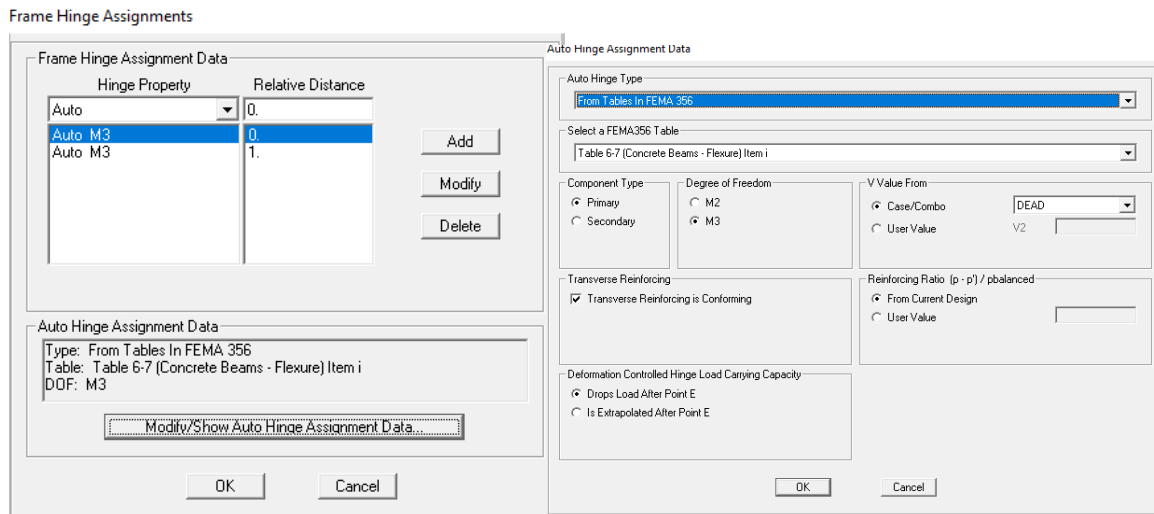 Frame Hinge Assignments
Frame Hinge Assignment Data
Hinge Property Relative Distance
Auto 0.
Auto M3 0.
Auto M3 1.
Add
Modify
Delete
Auto Hinge Assignment Data
Type: From Tables In FEMA 356
Table: Table 6-7 (Concrete Beams - Flexure) Item i
DOF: M3
Modify/Show Auto Hinge Assignment Data...
OK Cancel
Auto Hinge Assignment Data
Auto Hinge Type
From Tables In FEMA 356
Select a FEMA356 Table
Table 6-7 (Concrete Beams - Flexure) Item i
Component Type
Primary
Secondary
Degree of Freedom
M2
M3
V Value From
Case/Combo DEAD
User Value V2
Transverse Reinforcing
Transverse Reinforcing is Conforming
Reinforcing Ratio (p - p') / pbalanced
From Current Design
User Value
Deformation Controlled Hinge Load Carrying Capacity
Drops Load After Point E
Is Extrapolated After Point E
OK Cancel